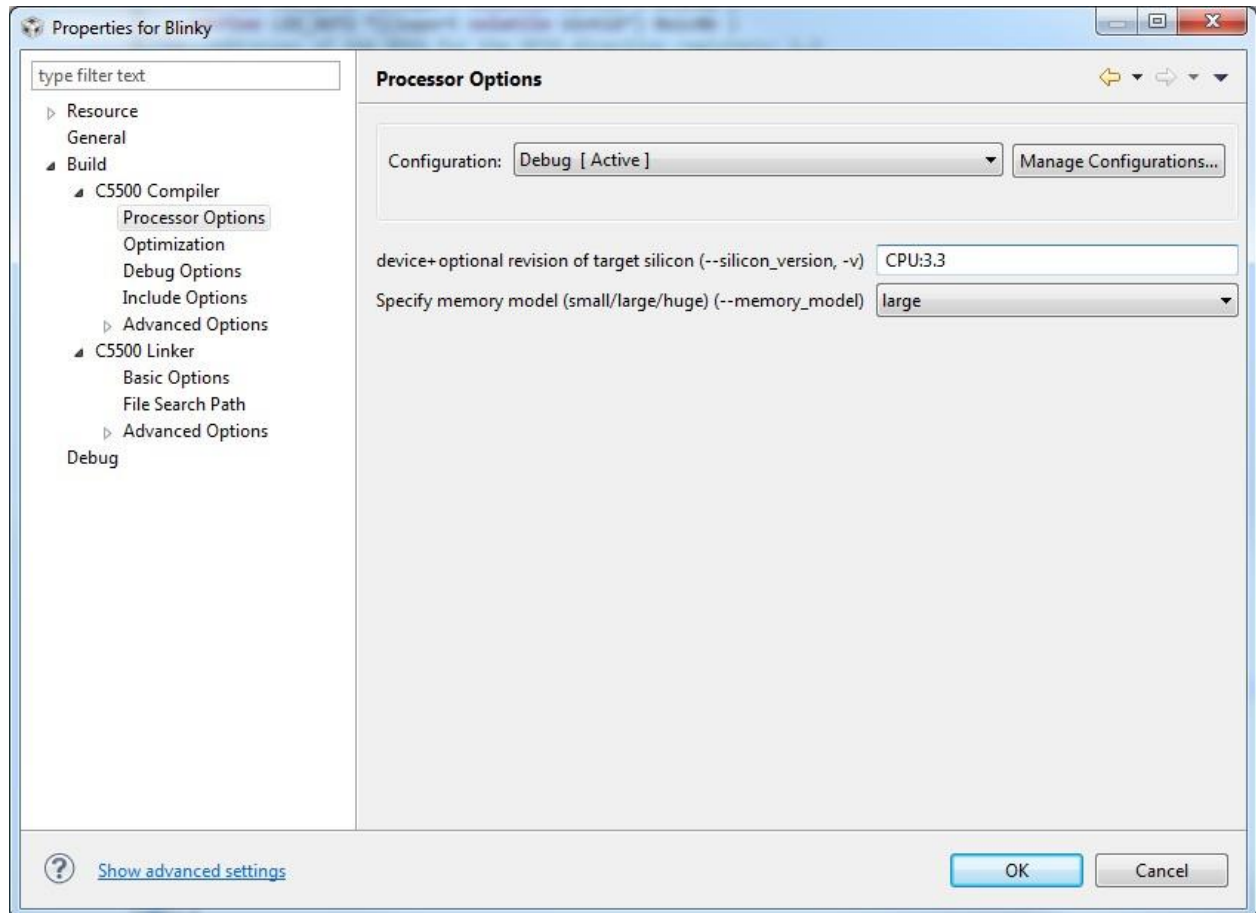 Properties for Blinky
type filter text
Resource
General
Build
C5500 Compiler
Processor Options
Optimization
Debug Options
Include Options
Advanced Options
C5500 Linker
Basic Options
File Search Path
Advanced Options
Debug
Processor Options
Configuration: Debug [ Active ] Manage Configurations...
device+optional revision of target silicon (--silicon_version, -v) CPU:3.3
Specify memory model (small/large/huge) (--memory_model) large
? Show advanced settings OK Cancel